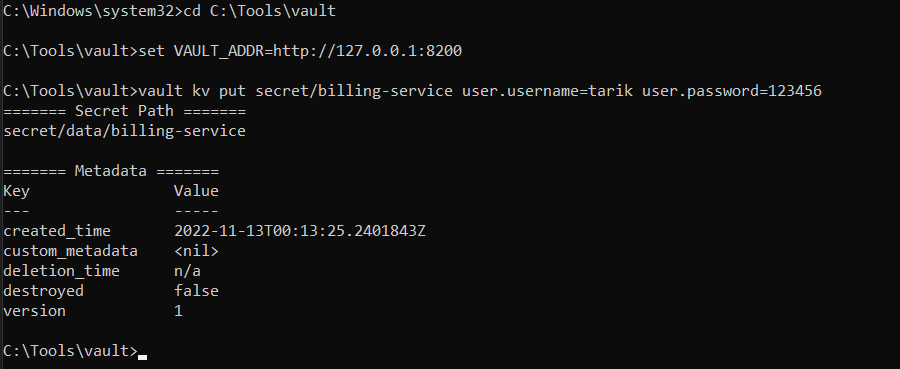 C:\Windows\system32>cd C:\Tools\vault
C:\Tools\vault>set VAULT_ADDR=http://127.0.0.1:8200
C:\Tools\vault>vault kv put secret/billing-service user.username=tarik user.password=123456
======= Secret Path =======
secret/data/billing-service
======= Metadata =======
Key                Value
---                -----
created_time       2022-11-13T00:13:25.2401843Z
custom_metadata    <nil>
deletion_time      n/a
destroyed          false
version            1
C:\Tools\vault>